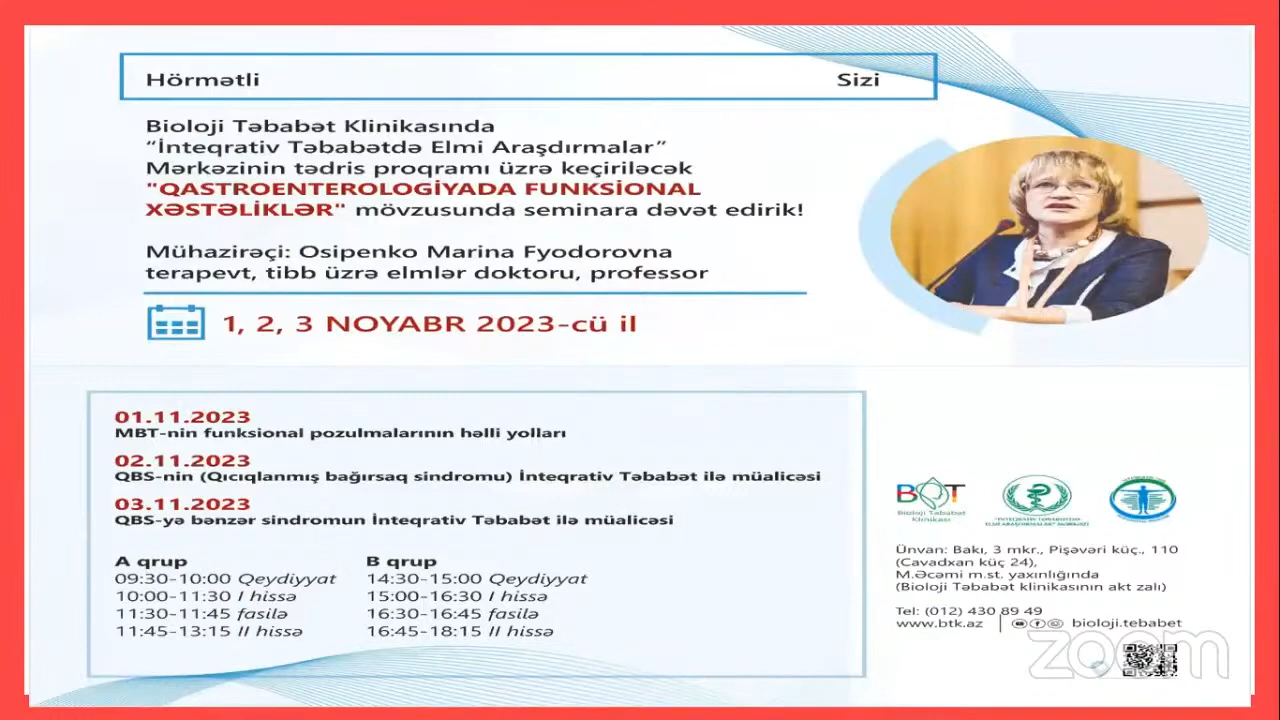 Hörmətli Sizi
Bioloji Təbabət Klinikasında
“İnteqrativ Təbabətdə Elmi Araşdırmalar”
Mərkəzinin tədris proqramı üzrə keçiriləcək
"QASTROENTEROLOGİYADA FUNKSİONAL
XƏSTƏLİKLƏR" mövzusunda seminara dəvət edirik!
Mühazirəçi: Osipenko Marina Fyodorovna
terapevt, tibb üzrə elmlər doktoru, professor
1, 2, 3 NOYABR 2023-cü il
01.11.2023
MBT-nin funksional pozulmalarının həlli yolları
02.11.2023
QBS-nin (Qıcıqlanmış bağırsaq sindromu) İnteqrativ Təbabət ilə müalicəsi
03.11.2023
QBS-yə bənzər sindromun İnteqrativ Təbabət ilə müalicəsi
A qrup
09:30-10:00 Qeydiyyat
10:00-11:30 I hissə
11:30-11:45 fasilə
11:45-13:15 II hissə
B qrup
14:30-15:00 Qeydiyyat
15:00-16:30 I hissə
16:30-16:45 fasilə
16:45-18:15 II hissə
BT
Bioloji Təbabət
Klinikası
"İNTEQRATİV TƏBABƏTDƏ
ELMİ ARAŞDIRMALAR" MƏRKƏZİ
Ünvan: Bakı, 3 mkr., Pişəvəri küç., 110
(Cavadxan küç 24),
M.Əcəmi m.st. yaxınlığında
(Bioloji Təbabət klinikasının akt zalı)
Tel: (012) 430 89 49
www.btk.az
bioloji.tebabet
zoom